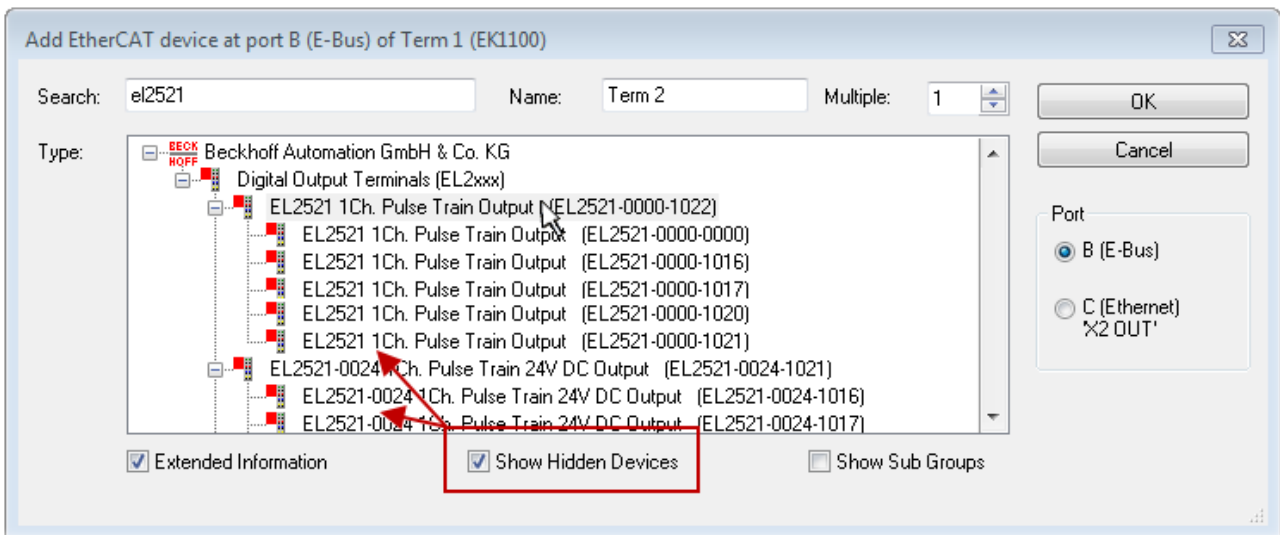 Add EtherCAT device at port B (E-Bus) of Term 1 (EK1100)
Search: el2521 Name: Term 2 Multiple: 1 OK
Type: BECKHOFF Beckhoff Automation GmbH & Co. KG Cancel
Digital Output Terminals (EL2xxx)
EL2521 1Ch. Pulse Train Output (EL2521-0000-1022) Port
EL2521 1Ch. Pulse Train Output (EL2521-0000-0000) B (E-Bus)
EL2521 1Ch. Pulse Train Output (EL2521-0000-1016)
EL2521 1Ch. Pulse Train Output (EL2521-0000-1017)
EL2521 1Ch. Pulse Train Output (EL2521-0000-1020) C (Ethernet)
EL2521 1Ch. Pulse Train Output (EL2521-0000-1021) 'X2 OUT'
EL2521-0024 1Ch. Pulse Train 24V DC Output (EL2521-0024-1021)
EL2521-0024 1Ch. Pulse Train 24V DC Output (EL2521-0024-1016)
EL2521-0024 1Ch. Pulse Train 24V DC Output (EL2521-0024-1017)
Extended Information Show Hidden Devices Show Sub Groups